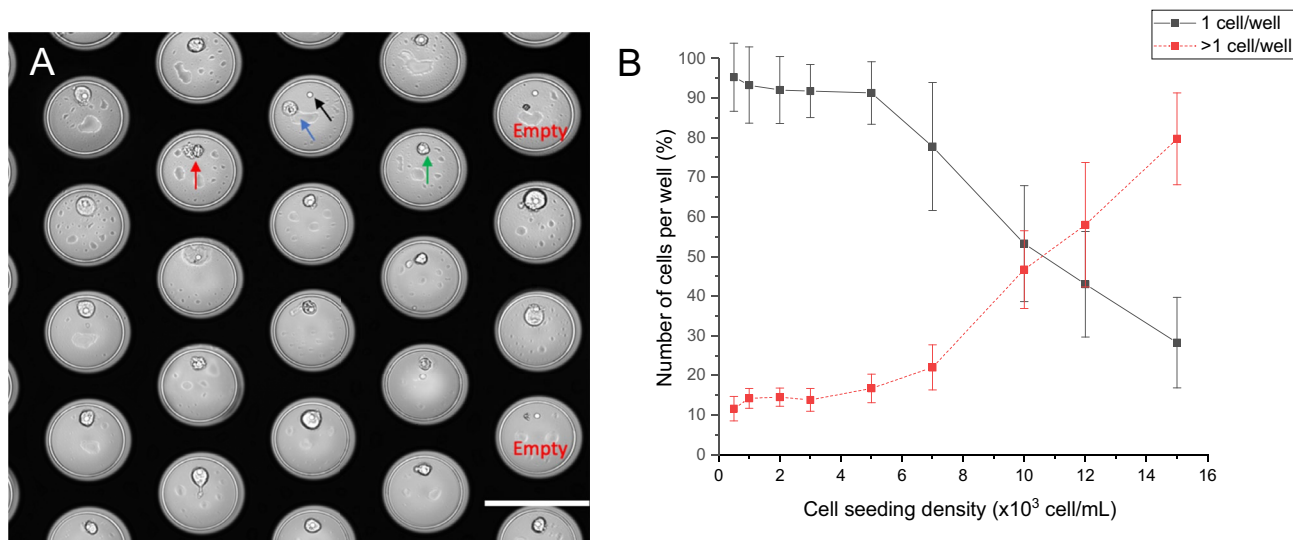 A
Empty
Empty
B
1 cell/well
>1 cell/well
Number of cells per well (%)
100
90
80
70
60
50
40
30
20
10
0
0 2 4 6 8 10 12 14 16
Cell seeding density (x10³ cell/mL)